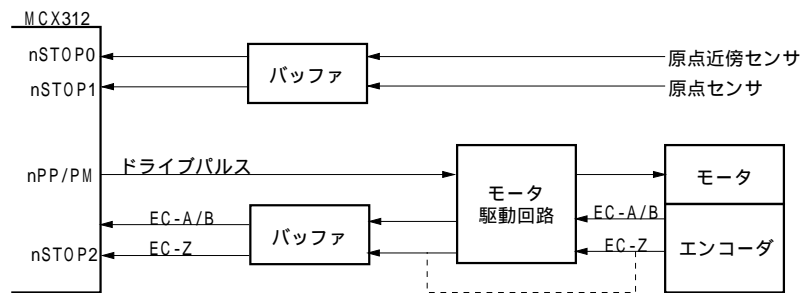 MCX312
nSTOP0
原点近傍センサ
バッファ
nSTOP1
原点センサ
ドライブパルス
nPP/PM
モータ
駆動回路
モータ
EC-A/B
EC-A/B
バッファ
エンコーダ
nSTOP2
EC-Z
EC-Z